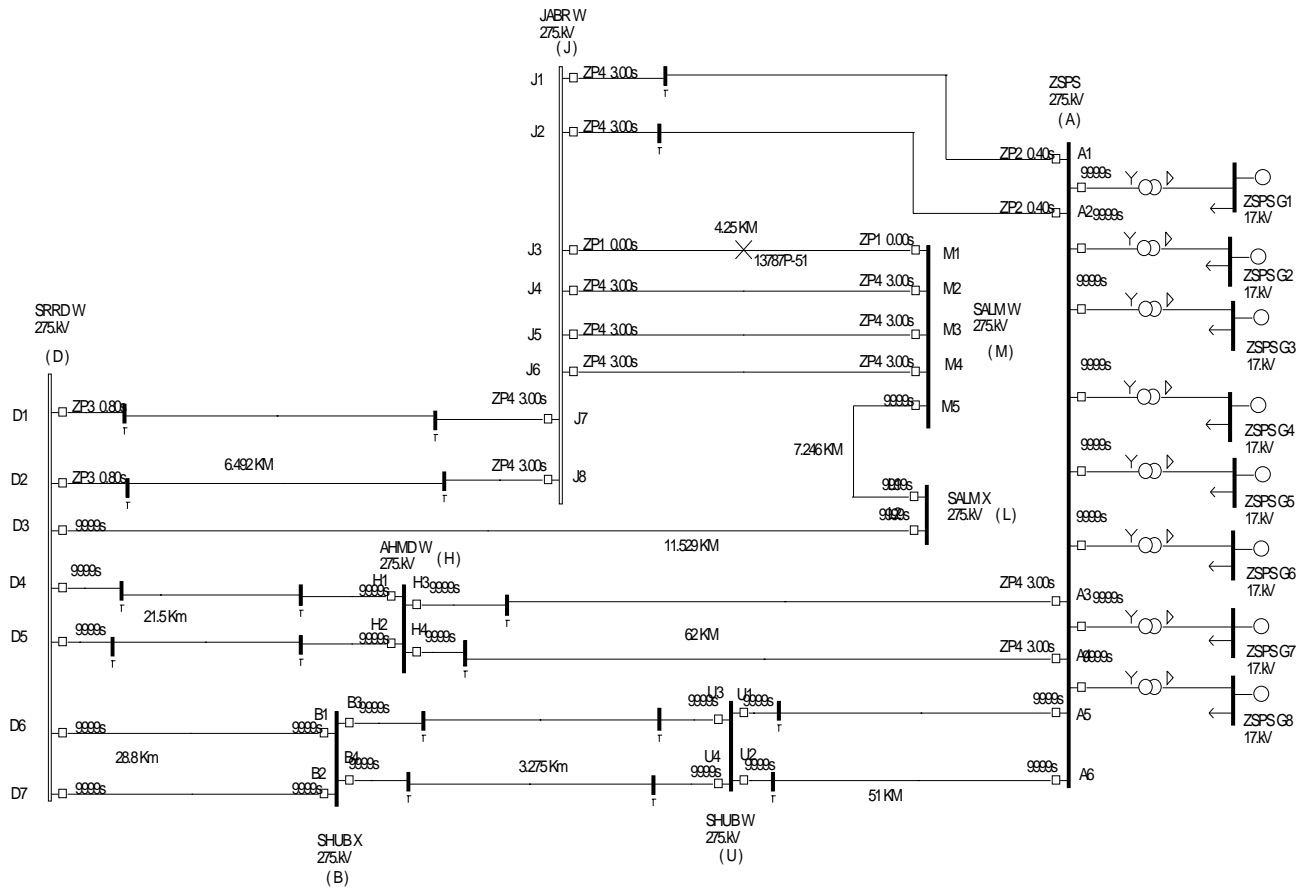 JABR W
275.kV
(J)
J1
ZP4 3.00s
T
J2
ZP4 3.00s
T
ZSPS
275.kV
(A)
ZP2 0.40s
A1
9999s
Y
ZSPS G1
17.kV
ZP2 0.40s
A2
9999s
Y
ZSPS G2
17.kV
J3
ZP1 0.00s
4.25 KM
13787P-51
ZP1 0.00s
M1
J4
ZP4 3.00s
ZP4 3.00s
M2
J5
ZP4 3.00s
ZP4 3.00s
M3
J6
ZP4 3.00s
ZP4 3.00s
M4
SALM W
275.kV
(M)
9999s
M5
7.246 KM
9999s
Y
ZSPS G3
17.kV
9999s
Y
ZSPS G4
17.kV
9999s
Y
ZSPS G5
17.kV
9999s
Y
ZSPS G6
17.kV
SRRD W
275.kV
(D)
D1
ZP3 0.80s
T
T
ZP4 3.00s
J7
D2
ZP3 0.80s
T
6.492 KM
T
ZP4 3.00s
J8
SALM X
275.kV
(L)
D3
9999s
11.529 KM
AHMD W
275.kV
(H)
D4
9999s
T
21.5 Km
T
H1
9999s
H3
9999s
T
ZP4 3.00s
A3
9999s
Y
ZSPS G7
17.kV
D5
9999s
T
T
H2
9999s
H4
9999s
T
62 KM
ZP4 3.00s
A4
9999s
Y
ZSPS G8
17.kV
D6
9999s
28.8 Km
B1
9999s
B3
9999s
T
T
U3
9999s
U1
9999s
T
9999s
A5
D7
9999s
B2
9999s
B4
9999s
T
3.275 Km
T
U4
9999s
U2
9999s
T
51 KM
9999s
A6
SHUB X
275.kV
(B)
SHUB W
275.kV
(U)